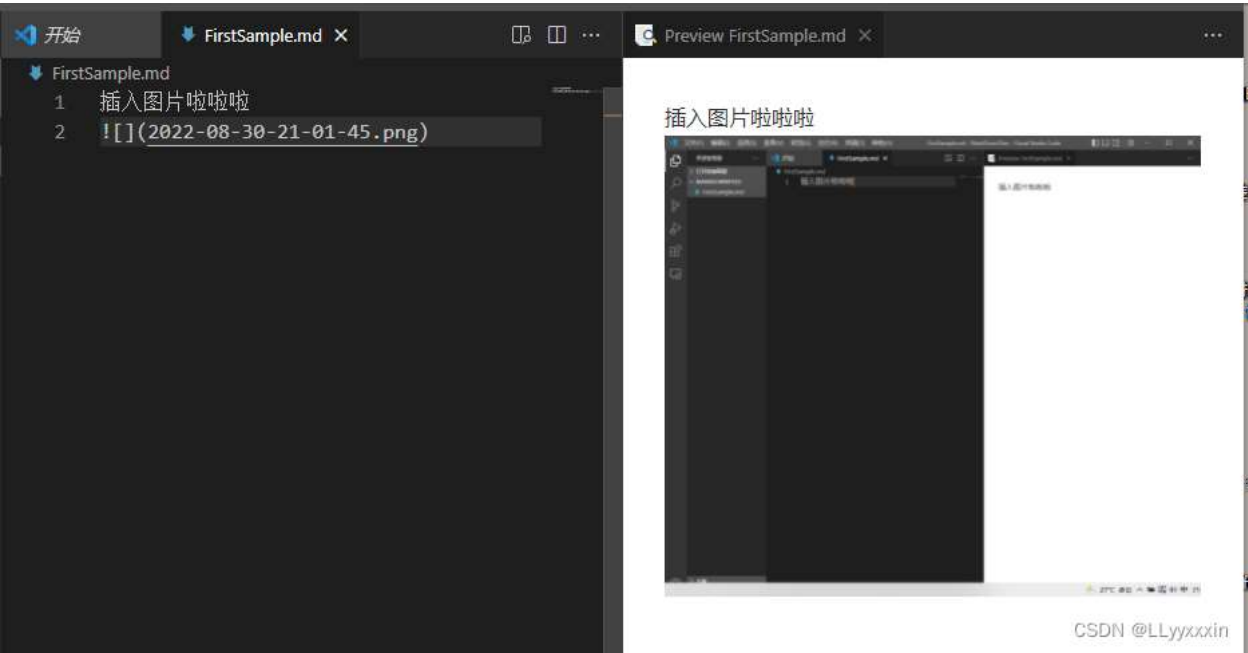 开始
FirstSample.md
Preview FirstSample.md
FirstSample.md
1 插入图片啦啦啦
2 ![](2022-08-30-21-01-45.png)
插入图片啦啦啦
CSDN @LLyyxxxin